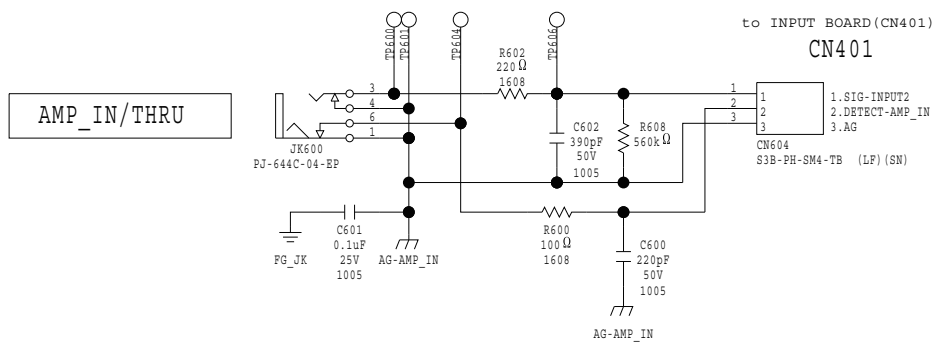 to INPUT BOARD(CN401)
CN401
TP600
TP601
TP604
TP606
R602
220Ω
1608
AMP_IN/THRU
3
4
6
1
JK600
PJ-644C-04-EP
C602
390pF
50V
1005
R608
560kΩ
1
2
3
1
2
3
1.SIG-INPUT2
2.DETECT-AMP_IN
3.AG
CN604
S3B-PH-SM4-TB (LF)(SN)
FG_JK
C601
0.1uF
25V
1005
AG-AMP_IN
R600
100Ω
1608
C600
220pF
50V
1005
AG-AMP_IN